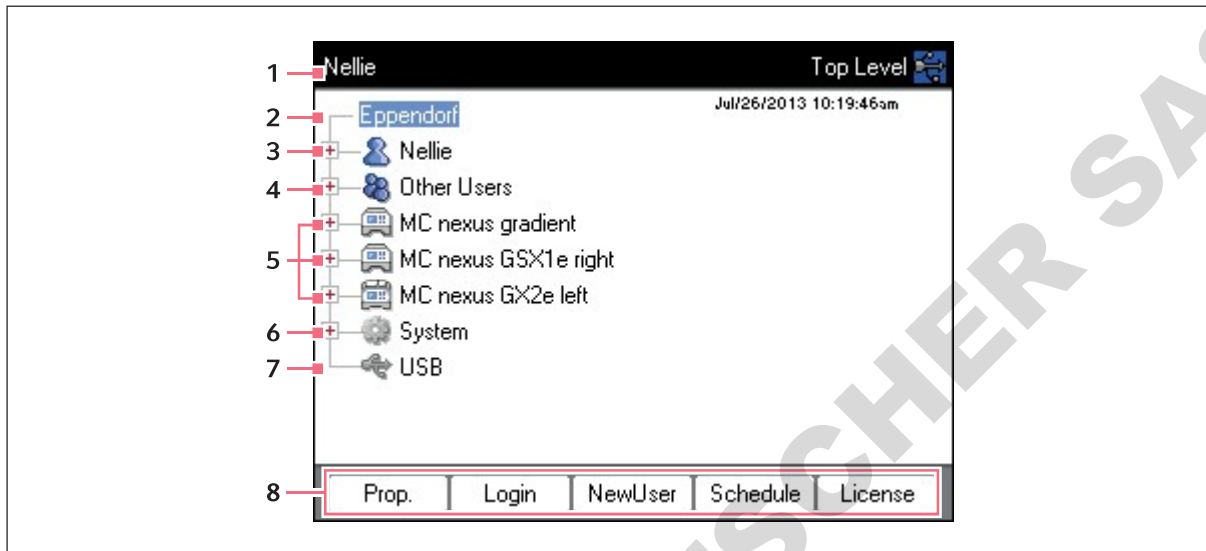 1 Nellie Top Level
Jul/26/2013 10:19:46am
2 Eppendorf
3 Nellie
4 Other Users
MC nexus gradient
5 MC nexus GSX1e right
MC nexus GX2e left
6 System
7 USB
8 Prop. Login NewUser Schedule License
SCHER SA